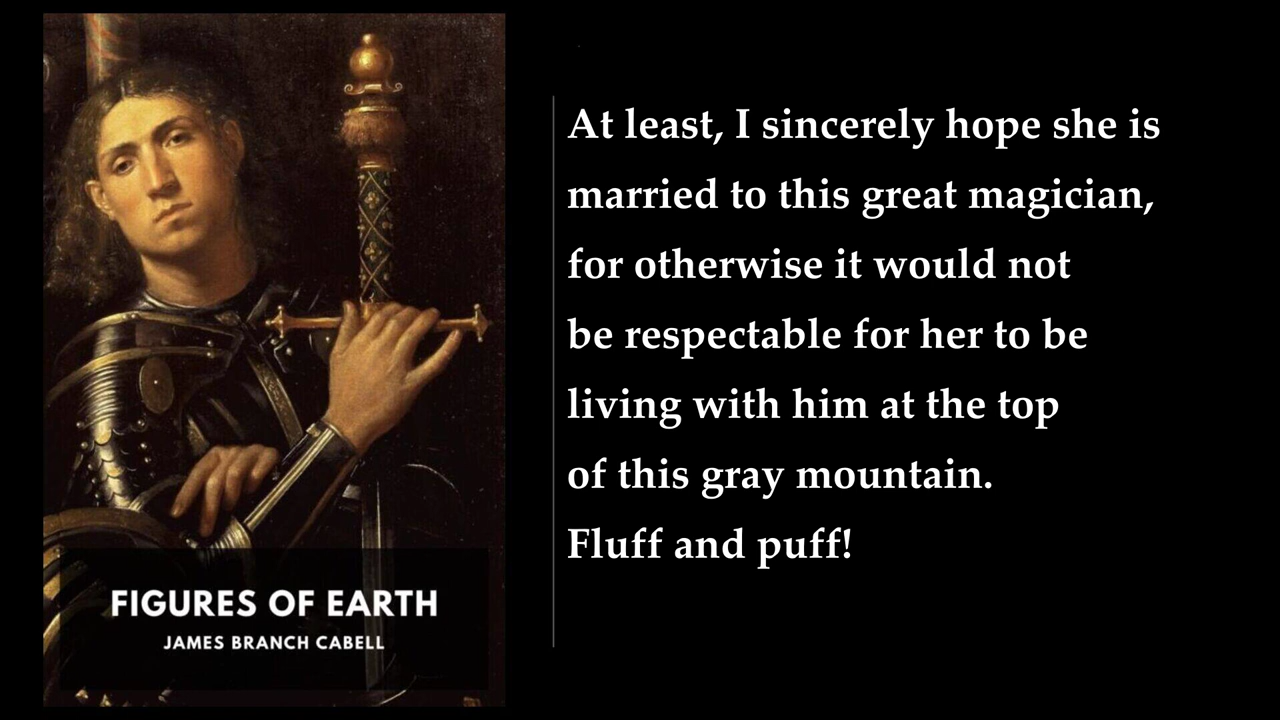 FIGURES OF EARTH
JAMES BRANCH CABELL
At least, I sincerely hope she is
married to this great magician,
for otherwise it would not
be respectable for her to be
living with him at the top
of this gray mountain.
Fluff and puff!